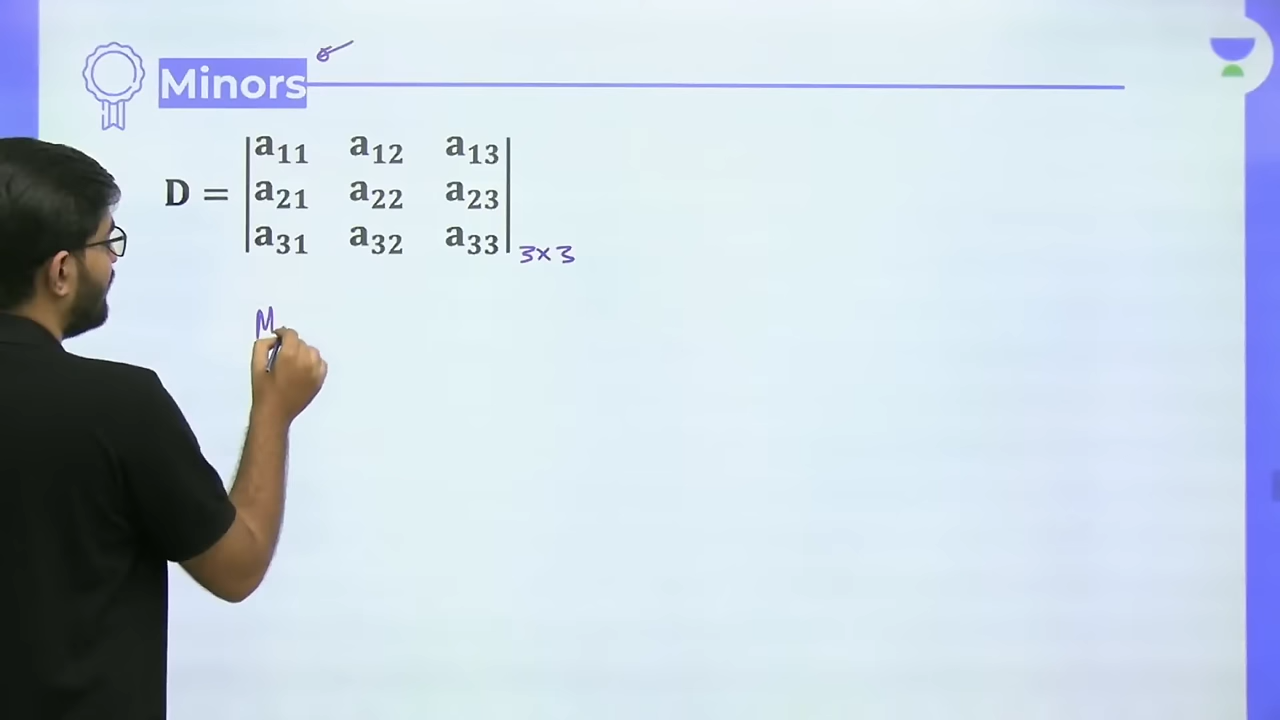 Minors
D = | a₁₁ a₁₂ a₁₃ |
| a₂₁ a₂₂ a₂₃ |
| a₃₁ a₃₂ a₃₃ | 3×3
M